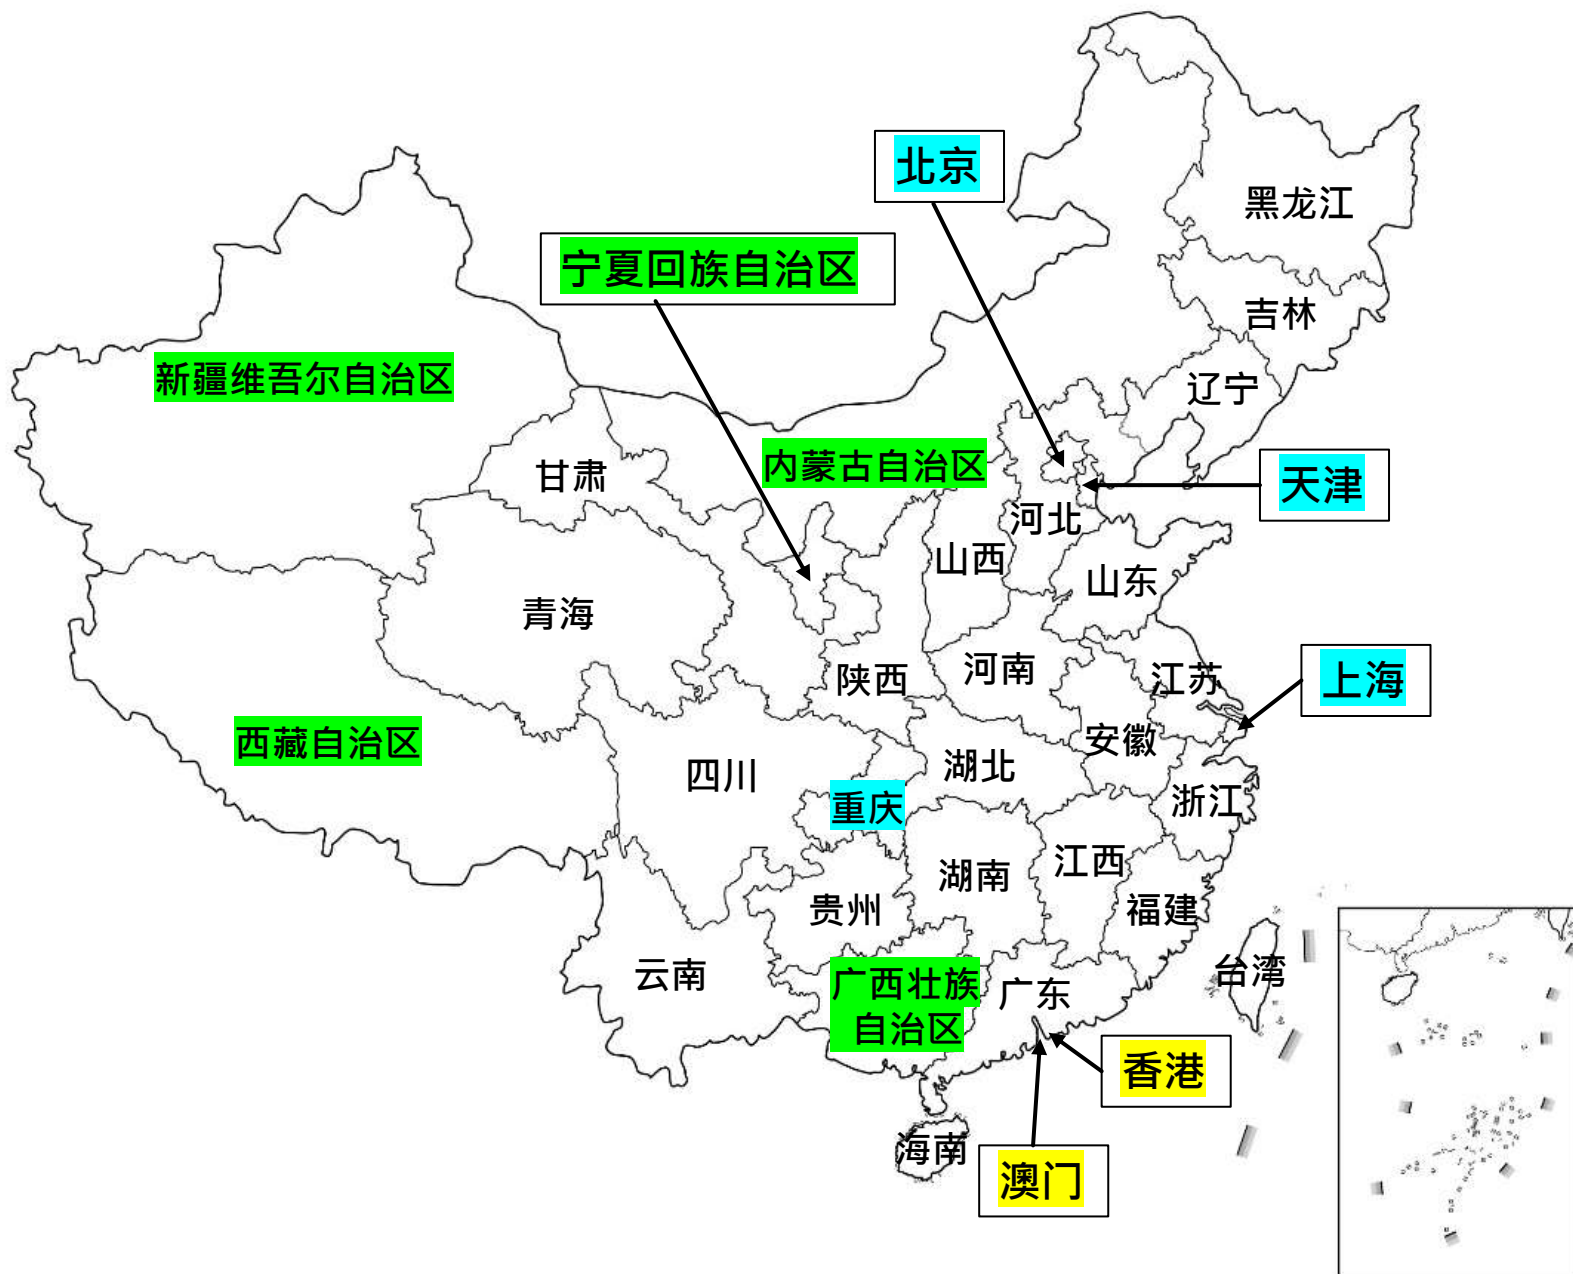 北京
黑龙江
宁夏回族自治区
吉林
新疆维吾尔自治区
辽宁
内蒙古自治区
甘肃
天津
河北
山西
山东
青海
河南
陕西
江苏
上海
西藏自治区
安徽
湖北
四川
浙江
重庆
江西
湖南
贵州
福建
台湾
云南
广西壮族
自治区
广东
香港
海南
澳门